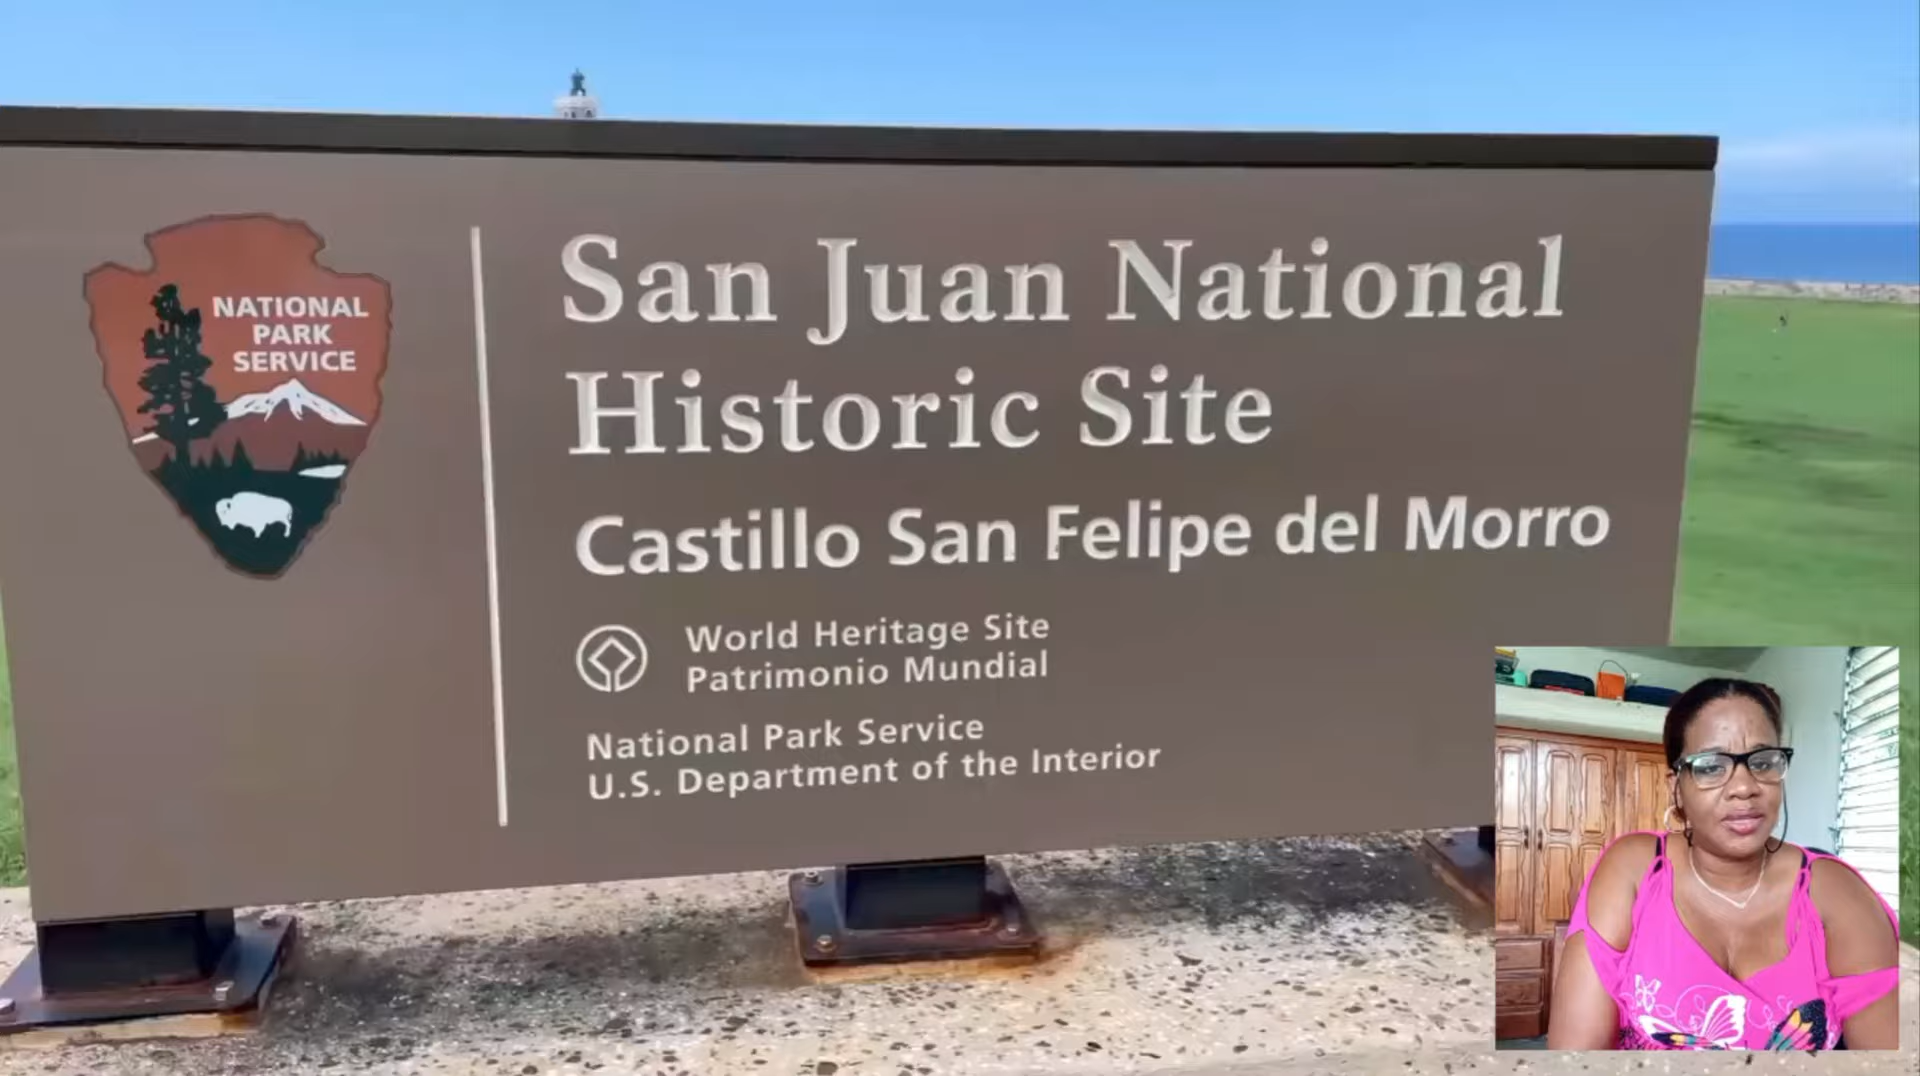 NATIONAL
PARK
SERVICE
San Juan National
Historic Site
Castillo San Felipe del Morro
World Heritage Site
Patrimonio Mundial
National Park Service
U.S. Department of the Interior